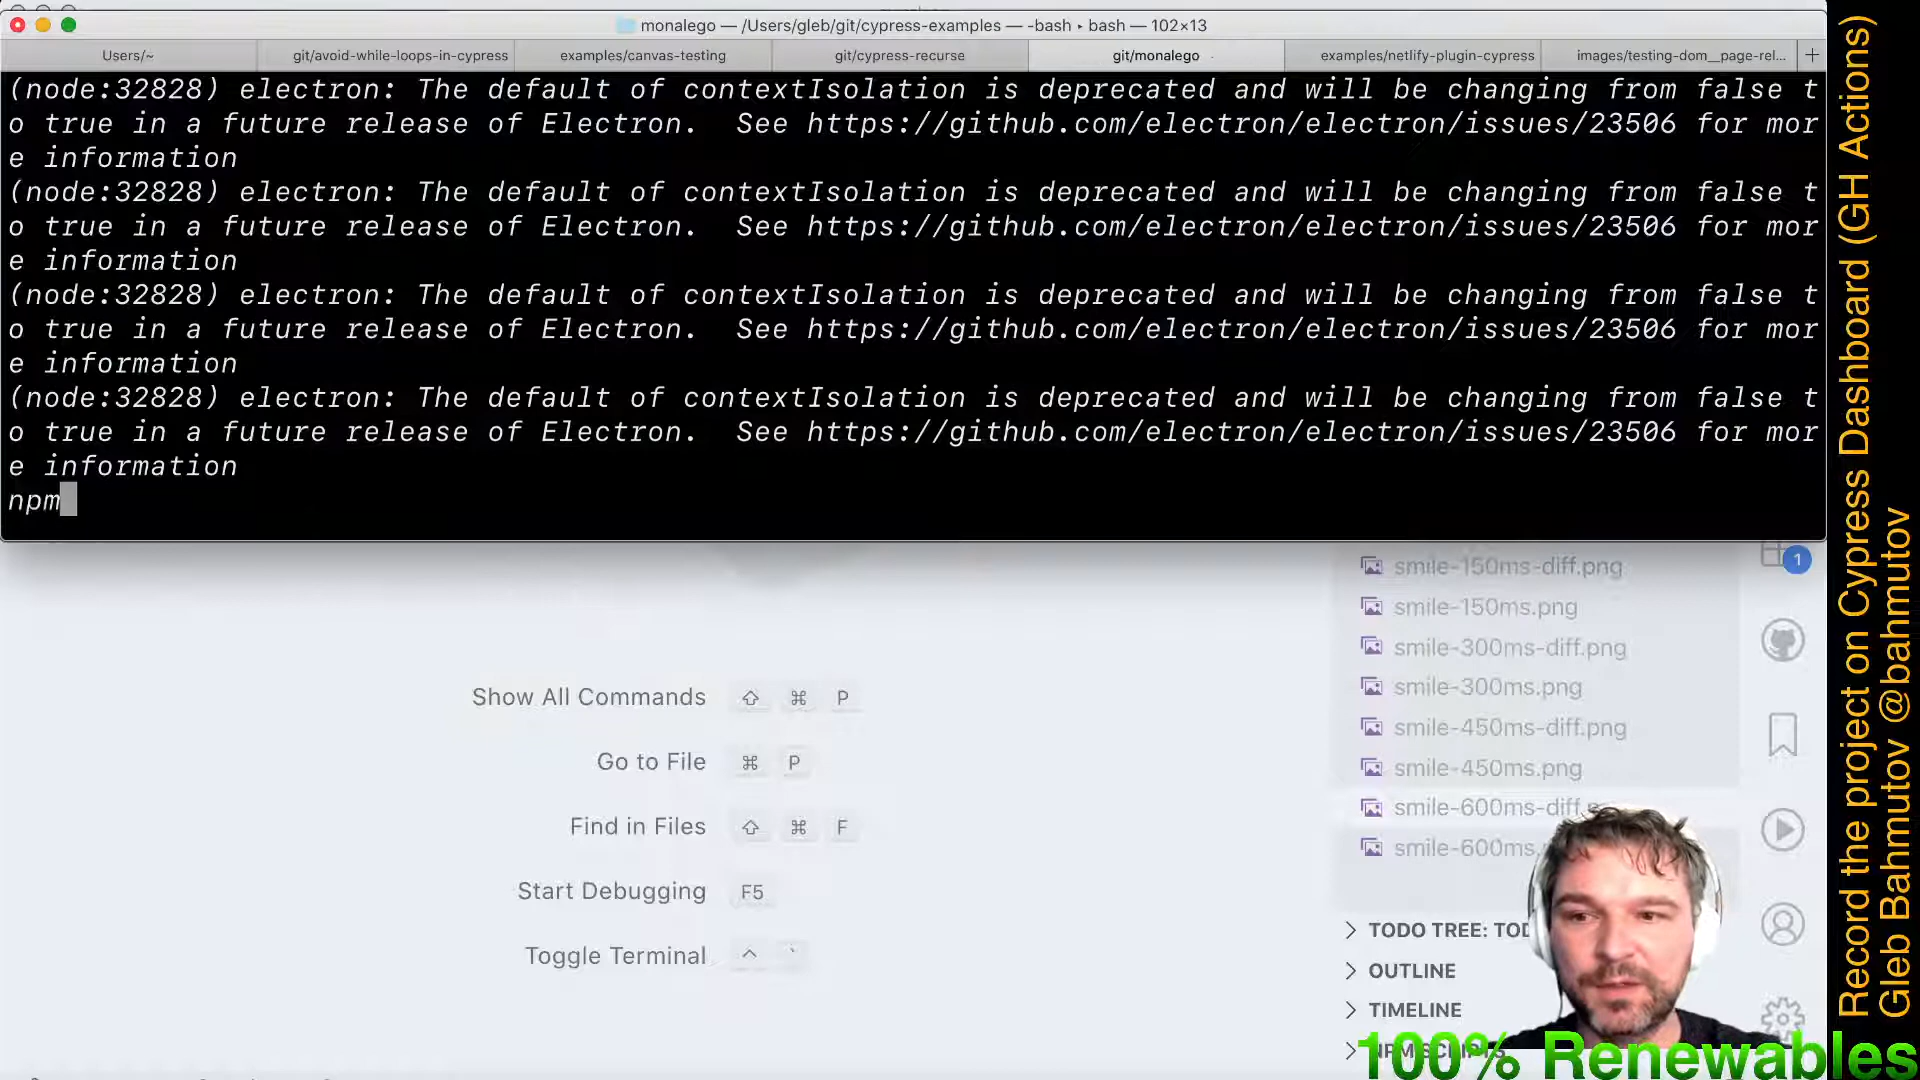 monalego — /Users/gleb/git/cypress-examples — -bash ▸ bash — 102×13
Users/~
git/avoid-while-loops-in-cypress
examples/canvas-testing
git/cypress-recurse
git/monalego
examples/netlify-plugin-cypress
images/testing-dom__page-rel...
(node:32828) electron: The default of contextIsolation is deprecated and will be changing from false t
o true in a future release of Electron.  See https://github.com/electron/electron/issues/23506 for mor
e information
(node:32828) electron: The default of contextIsolation is deprecated and will be changing from false t
o true in a future release of Electron.  See https://github.com/electron/electron/issues/23506 for mor
e information
(node:32828) electron: The default of contextIsolation is deprecated and will be changing from false t
o true in a future release of Electron.  See https://github.com/electron/electron/issues/23506 for mor
e information
(node:32828) electron: The default of contextIsolation is deprecated and will be changing from false t
o true in a future release of Electron.  See https://github.com/electron/electron/issues/23506 for mor
e information
npm
Show All Commands ⇧ ⌘ P
Go to File ⌘ P
Find in Files ⇧ ⌘ F
Start Debugging F5
Toggle Terminal ^ `
smile-150ms-diff.png
smile-150ms.png
smile-300ms-diff.png
smile-300ms.png
smile-450ms-diff.png
smile-450ms.png
smile-600ms-diff.p
smile-600ms.
TODO TREE: TOD
OUTLINE
TIMELINE
NPM SCRIPTS
1
100% Renewables
Record the project on Cypress Dashboard (GH Actions)
Gleb Bahmutov @bahmutov